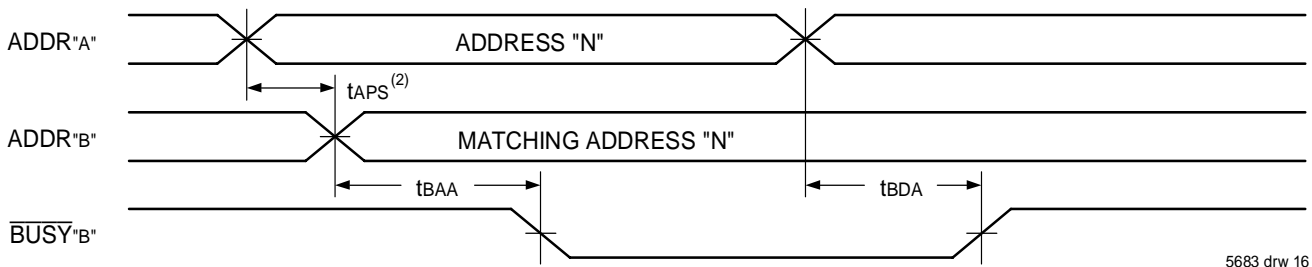 ADDR"A"
ADDRESS "N"
tAPS(2)
ADDR"B"
MATCHING ADDRESS "N"
tBAA
tBDA
BUSY"B"
5683 drw 16